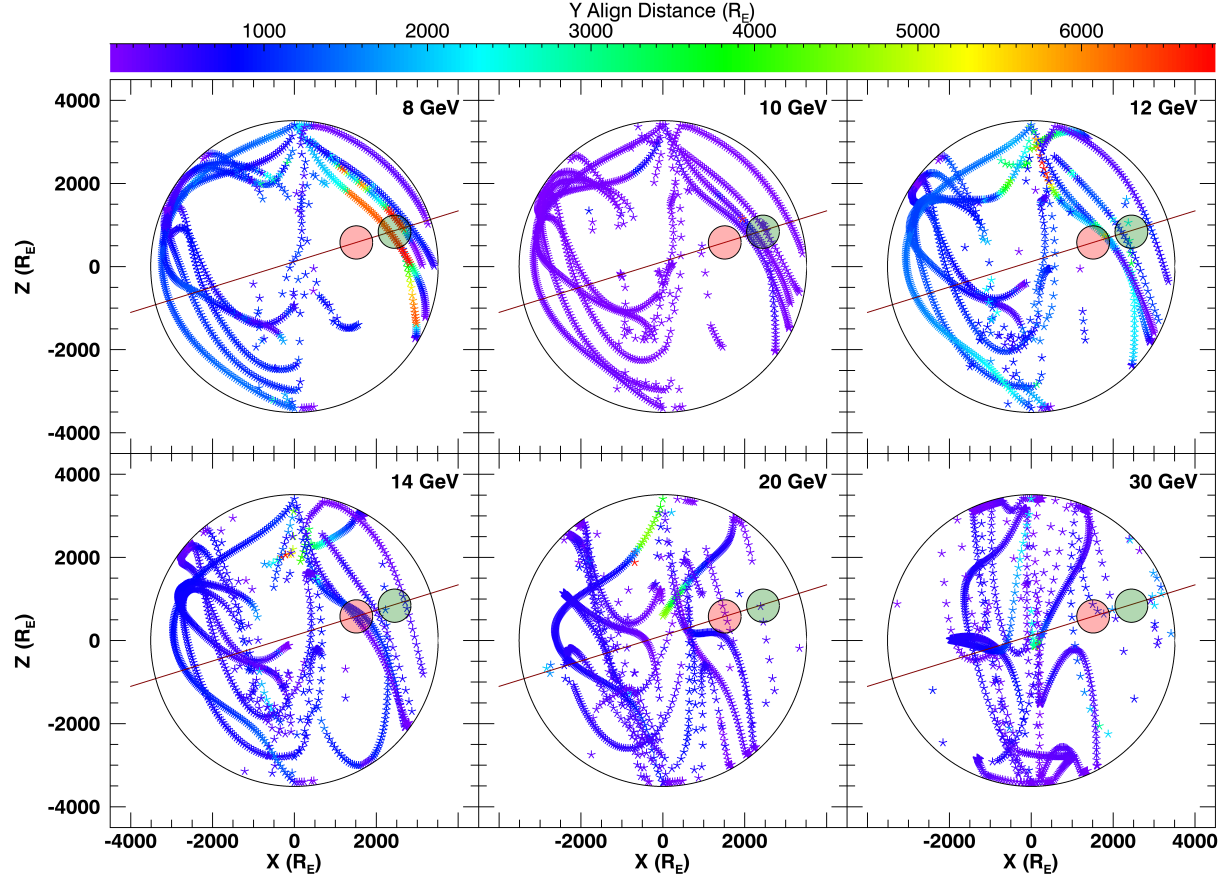 Y Align Distance (R_E)
1000 2000 3000 4000 5000 6000
4000 8 GeV 10 GeV 12 GeV
2000
Z (R_E)
0
-2000
-4000
4000 14 GeV 20 GeV 30 GeV
2000
Z (R_E)
0
-2000
-4000
-4000 -2000 0 2000 -2000 0 2000 -2000 0 2000 4000
X (R_E) X (R_E) X (R_E)